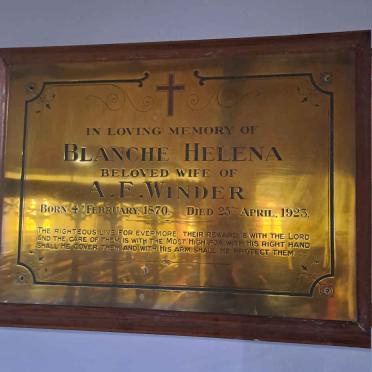 IN LOVING MEMORY OF
BLANCHE HELENA
BELOVED WIFE OF
A. F. WINDER
BORN 4TH FEBRUARY, 1870. DIED 25TH APRIL, 1923.
THE RIGHTEOUS LIVE FOR EVERMORE, THEIR REWARD IS WITH THE LORD
AND THE CARE OF THEM IS WITH THE MOST HIGH FOR WITH HIS RIGHT HAND
SHALL HE COVER THEM AND WITH HIS ARM SHALL HE PROTECT THEM.